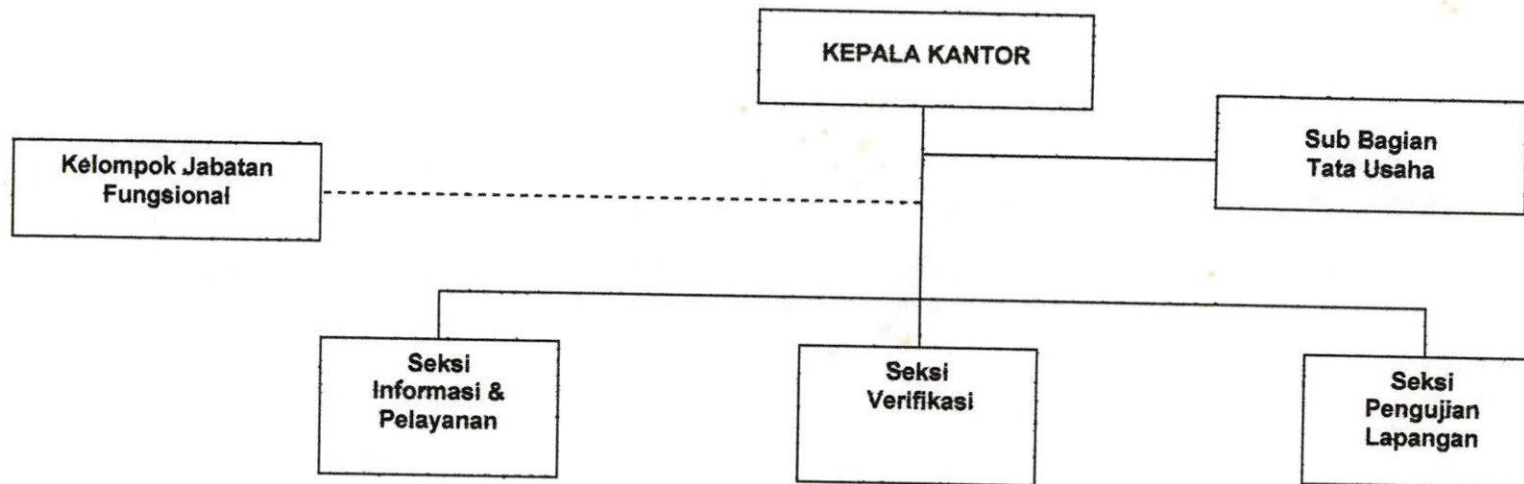 KEPALA KANTOR
Sub Bagian
Tata Usaha
Kelompok Jabatan
Fungsional
Seksi
Informasi &
Pelayanan
Seksi
Verifikasi
Seksi
Pengujian
Lapangan